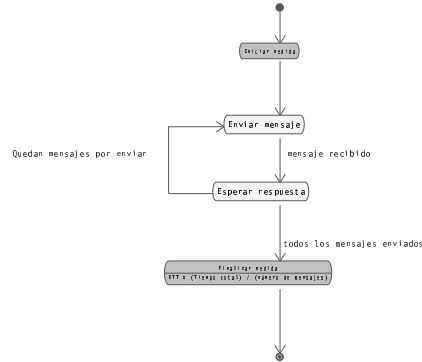 Iniciar medida
Enviar mensaje
Quedan mensajes por enviar
mensaje recibido
Esperar respuesta
todos los mensajes enviados
Finalizar medida
RTT = (Tiempo total) / (número de mensajes)